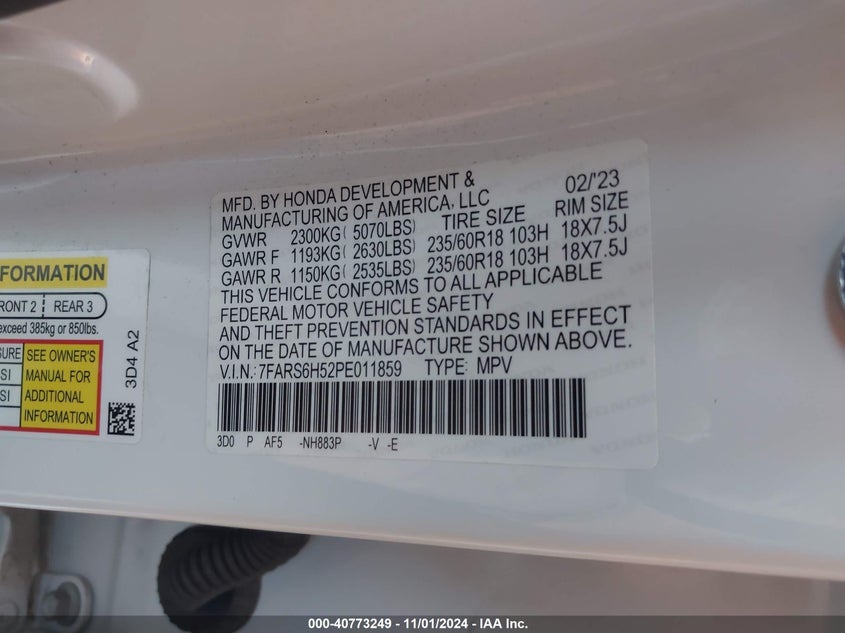 MFD. BY HONDA DEVELOPMENT & 02/'23
MANUFACTURING OF AMERICA, LLC
TIRE SIZE RIM SIZE
GVWR 2300KG( 5070LBS)
GAWR F 1193KG( 2630LBS) 235/60R18 103H 18X7.5J
GAWR R 1150KG( 2535LBS) 235/60R18 103H 18X7.5J
THIS VEHICLE CONFORMS TO ALL APPLICABLE
FEDERAL MOTOR VEHICLE SAFETY
AND THEFT PREVENTION STANDARDS IN EFFECT
ON THE DATE OF MANUFACTURE SHOWN ABOVE.
V.I.N.: 7FARS6H52PE011859 TYPE: MPV
3D0 P AF5 -NH883P -V -E
FORMATION
RONT 2 REAR 3
exceed 385kg or 850lbs.
SURE SEE OWNER'S
SI MANUAL FOR
SI ADDITIONAL
INFORMATION
3D4 A2
000-40773249 - 11/01/2024 - IAA Inc.